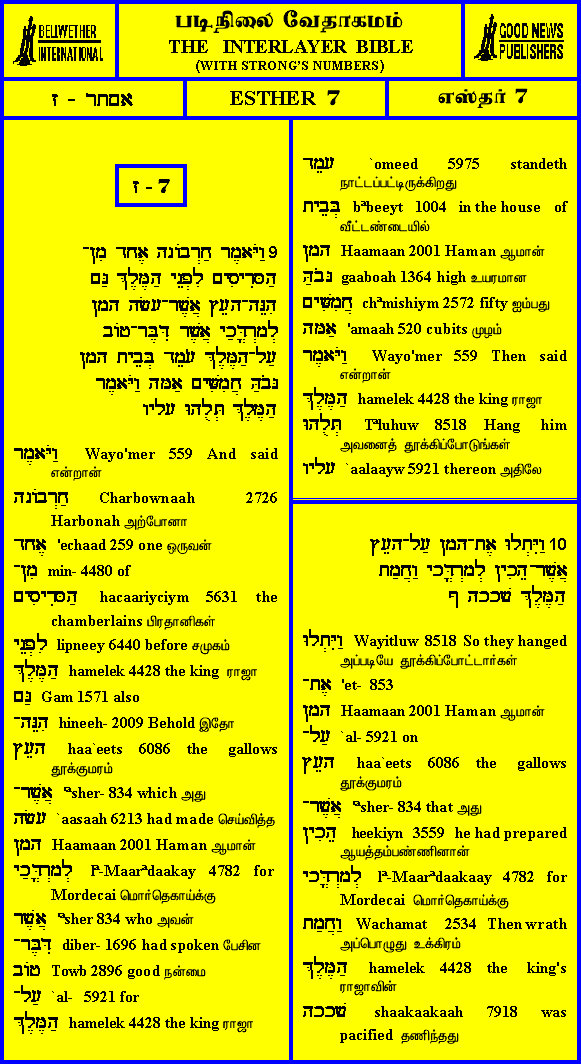 BELLWETHER
INTERNATIONAL
படிநிலை வேதாகமம்
THE INTERLAYER BIBLE
(WITH STRONG'S NUMBERS)
GOOD NEWS
PUBLISHERS
אסתר - ז
ESTHER 7
எஸ்தர் 7
ז - 7
9 וַיֹּאמֶר חַרְבוֹנָה אֶחָד מִן־
הַסָּרִיסִים לִפְנֵי הַמֶּלֶךְ גַּם
הִנֵּה־הָעֵץ אֲשֶׁר־עָשָׂה הָמָן
לְמָרְדֳּכַי אֲשֶׁר דִּבֶּר־טוֹב
עַל־הַמֶּלֶךְ עֹמֵד בְּבֵית הָמָן
גָּבֹהַּ חֲמִשִּׁים אַמָּה וַיֹּאמֶר
הַמֶּלֶךְ תְּלֻהוּ עָלָיו
וַיֹּאמֶר Wayo'mer 559 And said
என்றான்
חַרְבוֹנָה Charbownaah 2726
Harbonah அற்போனா
אֶחָד 'echaad 259 one ஒருவன்
מִן־ min- 4480 of
הַסָּרִיסִים hacaariyciym 5631 the
chamberlains பிரதானிகள்
לִפְנֵי lipneey 6440 before சமுகம்
הַמֶּלֶךְ hamelek 4428 the king ராஜா
גַּם Gam 1571 also
הִנֵּה־ hineeh- 2009 Behold இதோ
הָעֵץ haa`eets 6086 the gallows
தூக்குமரம்
אֲשֶׁר־ ªsher- 834 which அது
עָשָׂה `aasaah 6213 had made செய்வித்த
הָמָן Haamaan 2001 Haman ஆமான்
לְמָרְדֳּכַי lª-Maarªdaakay 4782 for
Mordecai மொர்தெகாய்க்கு
אֲשֶׁר ªsher 834 who அவன்
דִּבֶּר־ diber- 1696 had spoken பேசின
טוֹב Towb 2896 good நன்மை
עַל־ `al- 5921 for
הַמֶּלֶךְ hamelek 4428 the king ராஜா
עֹמֵד `omeed 5975 standeth
நாட்டப்பட்டிருக்கிறது
בְּבֵית bªbeeyt 1004 in the house of
வீட்டண்டையில்
הָמָן Haamaan 2001 Haman ஆமான்
גָּבֹהַּ gaaboah 1364 high உயரமான
חֲמִשִּׁים chªmishiym 2572 fifty ஐம்பது
אַמָּה 'amaah 520 cubits முழம்
וַיֹּאמֶר Wayo'mer 559 Then said
என்றான்
הַמֶּלֶךְ hamelek 4428 the king ராஜா
תְּלֻהוּ Tªluhuw 8518 Hang him
அவனைத் தூக்கிப்போடுங்கள்
עָלָיו `aalaayw 5921 thereon அதிலே
10 וַיִּתְלוּ אֶת־הָמָן עַל־הָעֵץ
אֲשֶׁר־הֵכִין לְמָרְדֳּכָי וַחֲמַת
הַמֶּלֶךְ שָׁכָכָה פ
וַיִּתְלוּ Wayitluw 8518 So they hanged
அப்படியே தூக்கிப்போட்டார்கள்
אֶת־ 'et- 853
הָמָן Haamaan 2001 Haman ஆமான்
עַל־ `al- 5921 on
הָעֵץ haa`eets 6086 the gallows
தூக்குமரம்
אֲשֶׁר־ ªsher- 834 that அது
הֵכִין heekiyn 3559 he had prepared
ஆயத்தம்பண்ணினான்
לְמָרְדֳּכָי lª-Maarªdaakaay 4782 for
Mordecai மொர்தெகாய்க்கு
וַחֲמַת Wachamat 2534 Then wrath
அப்பொழுது உக்கிரம்
הַמֶּלֶךְ hamelek 4428 the king's
ராஜாவின்
שָׁכָכָה shaakaakaah 7918 was
pacified தணிந்தது